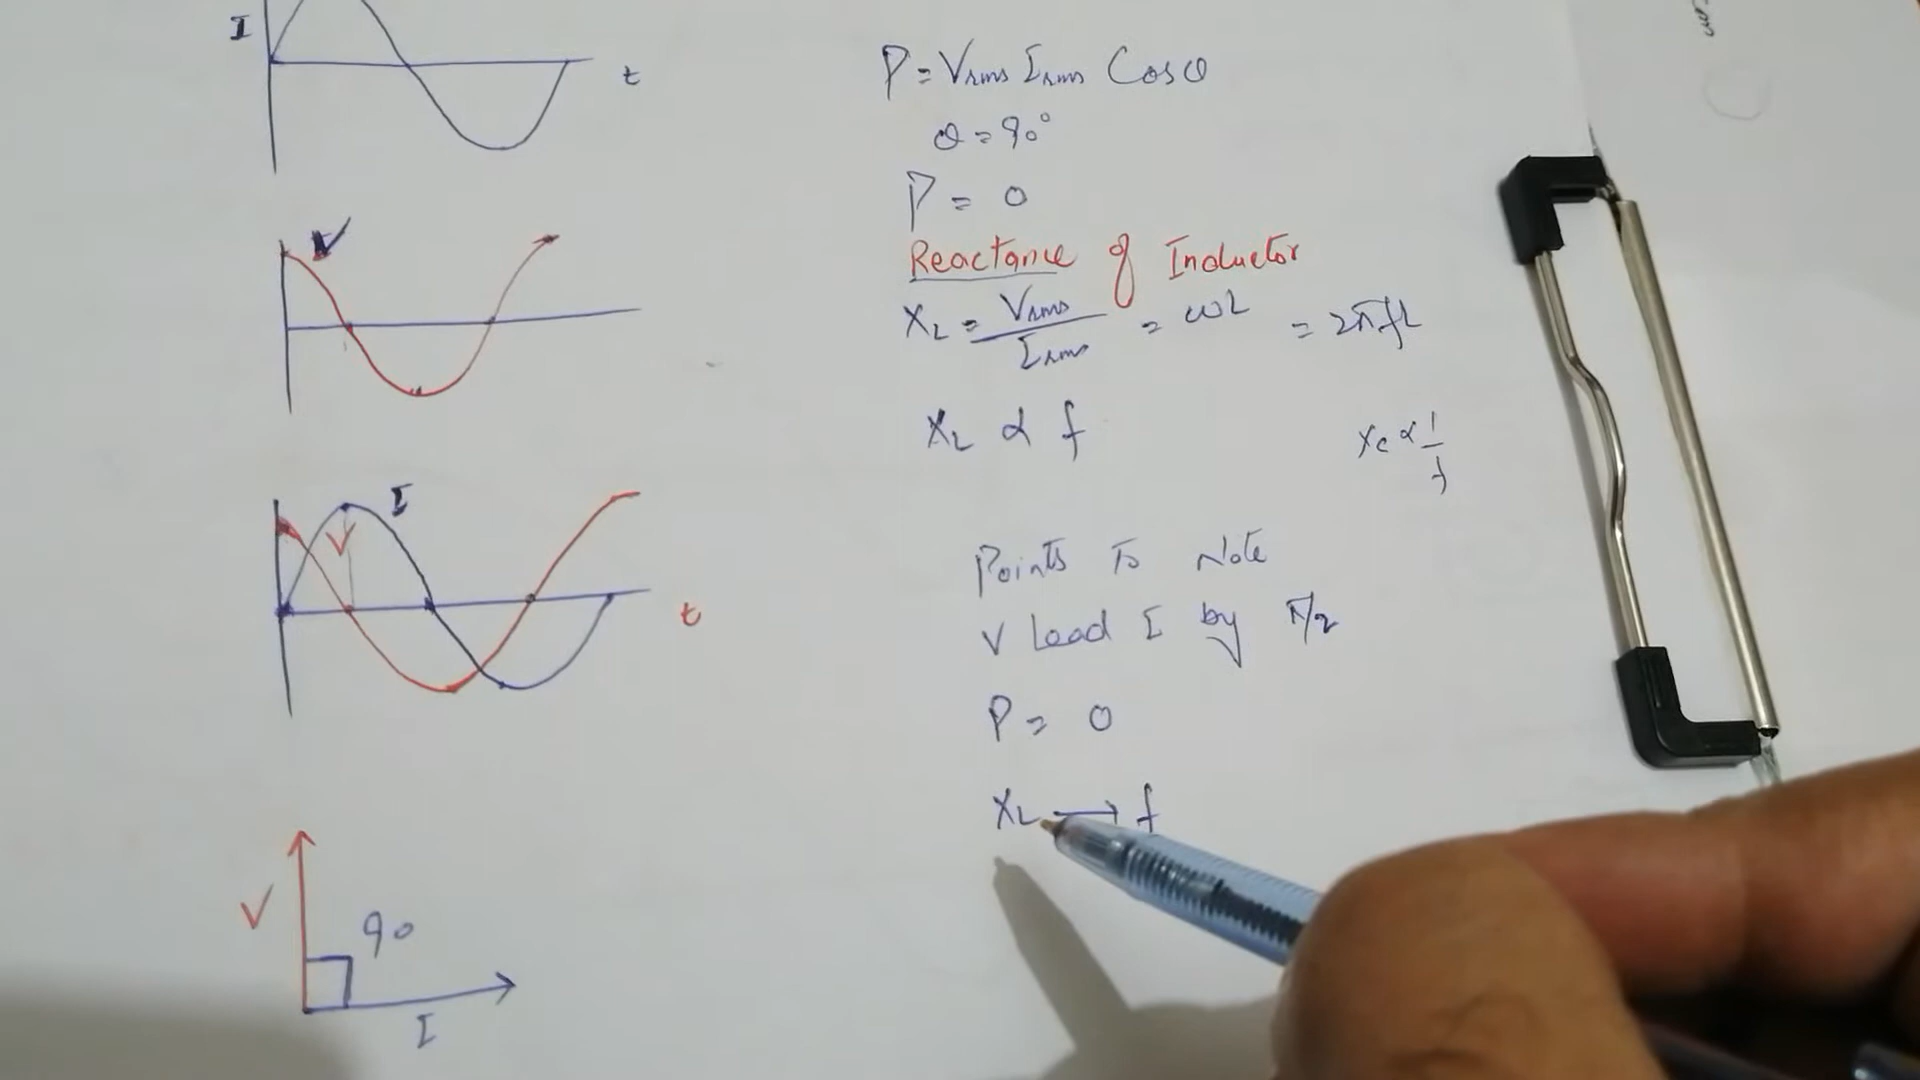 I
t
V
I
V
t
V
90
I
P = Vrms Irms Cosθ
θ = 90°
P = 0
Reactance of Inductor
XL = Vrms / Irms = ωL = 2πfL
XL ∝ f
Xc ∝ 1/f
Points To Note
V Lead I by π/2
P = 0
XL → f